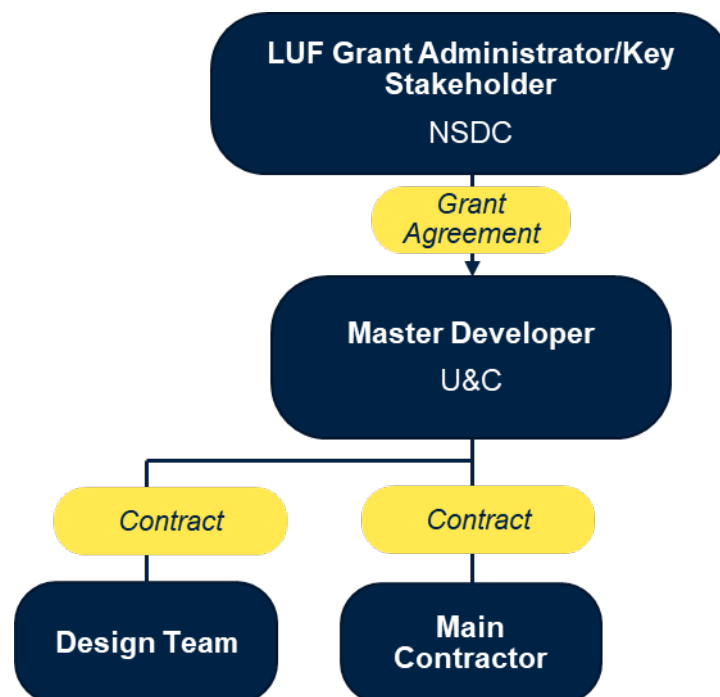 LUF Grant Administrator/Key
Stakeholder
NSDC
Grant
Agreement
Master Developer
U&C
Contract
Contract
Design Team
Main
Contractor